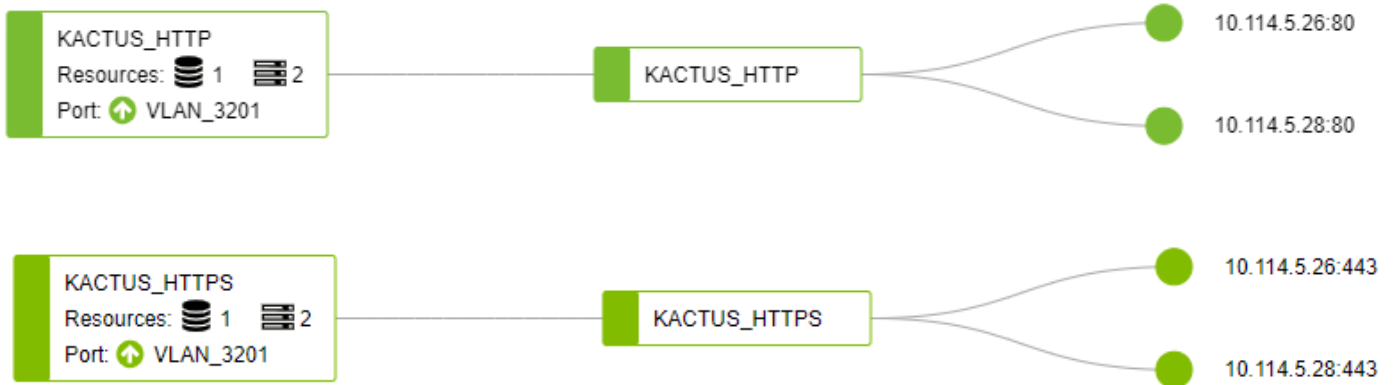 KACTUS_HTTP
Resources: 1 2
Port: VLAN_3201
KACTUS_HTTP
10.114.5.26:80
10.114.5.28:80
KACTUS_HTTPS
Resources: 1 2
Port: VLAN_3201
KACTUS_HTTPS
10.114.5.26:443
10.114.5.28:443